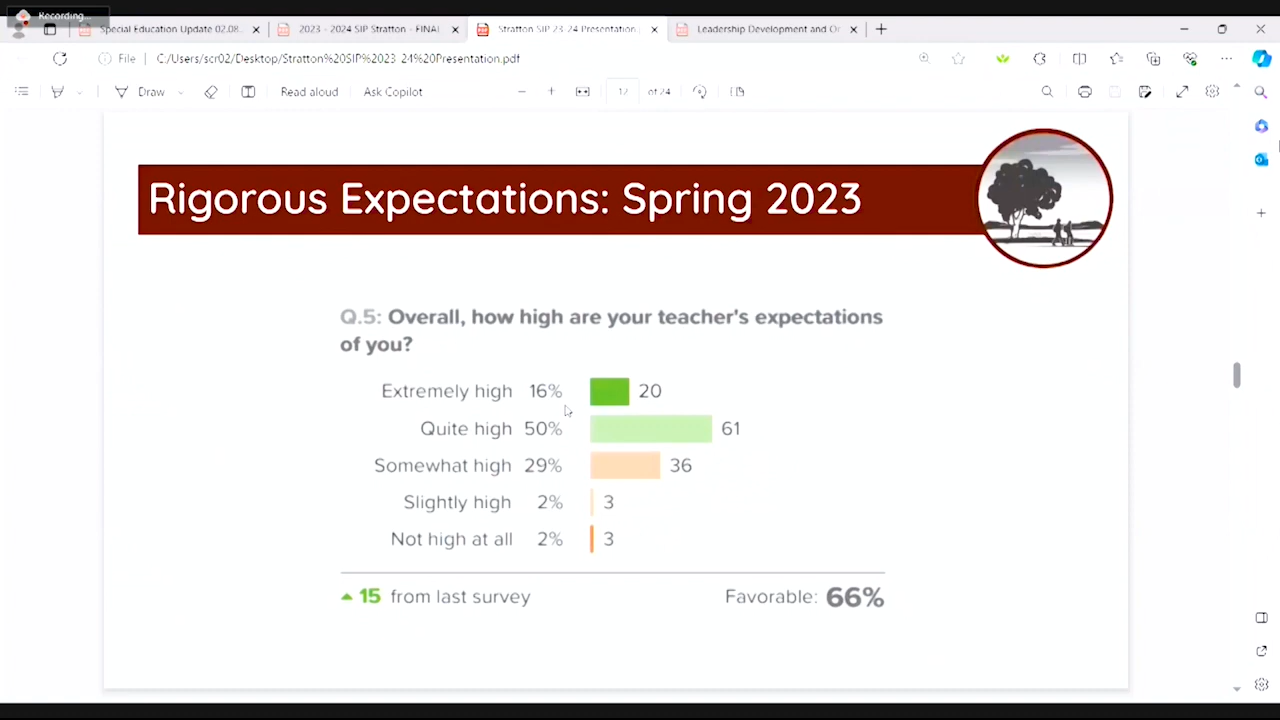 Recording...
Special Education Update 02.08
2023 - 2024 SIP Stratton - FINAL
Stratton SIP 23-24 Presentation
Leadership Development and Or
File
C:/Users/scr02/Desktop/Stratton%20SIP%2023 24%20Presentation.pdf
Draw
Read aloud
Ask Copilot
12
of 24
Rigorous Expectations: Spring 2023
Q.5: Overall, how high are your teacher's expectations
of you?
Extremely high 16% 20
Quite high 50% 61
Somewhat high 29% 36
Slightly high 2% 3
Not high at all 2% 3
15 from last survey
Favorable: 66%